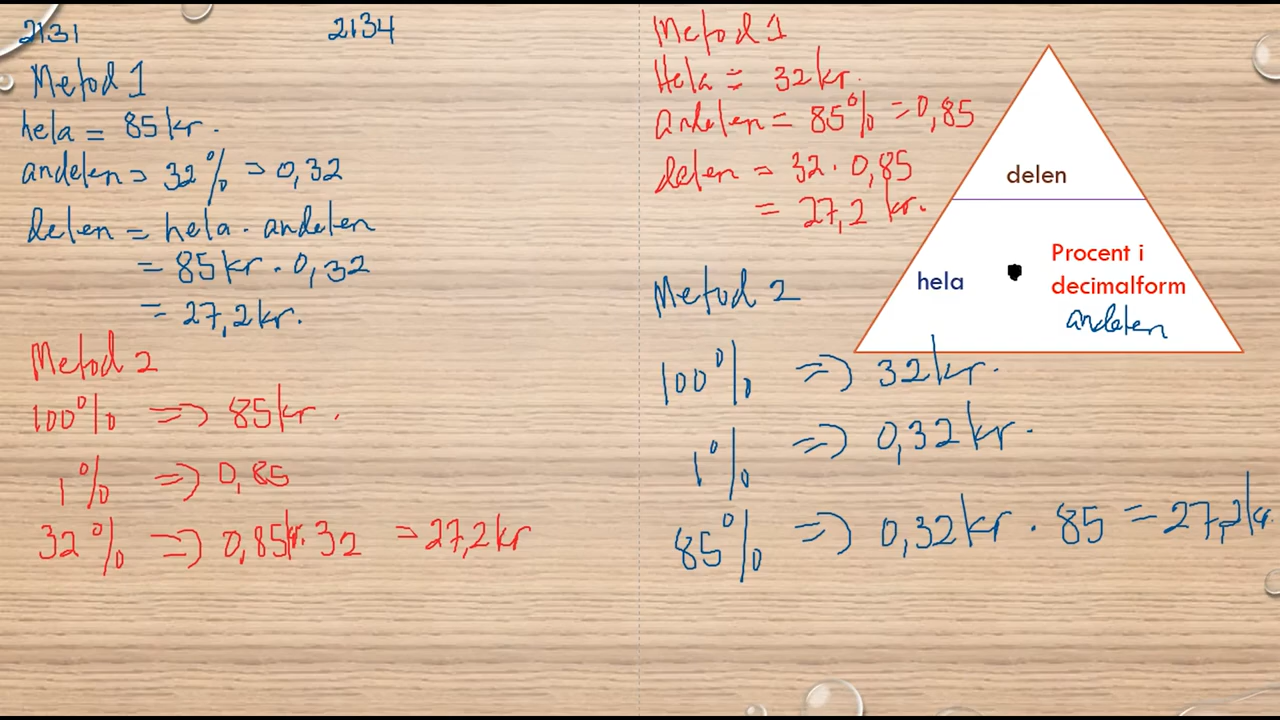 2131 2134
Metod 1
hela = 85 kr.
andelen = 32% = 0,32
delen = hela · andelen
= 85 kr · 0,32
= 27,2 kr.
Metod 2
100% => 85 kr.
1% => 0,85
32% => 0,85 kr · 32 = 27,2 kr
Metod 1
Hela = 32 kr.
andelen = 85% = 0,85
delen = 32 · 0,85
= 27,2 kr.
Metod 2
100% => 32 kr.
1% => 0,32 kr.
85% => 0,32 kr · 85 = 27,2 kr.
delen
hela
Procent i
decimalform
andelen